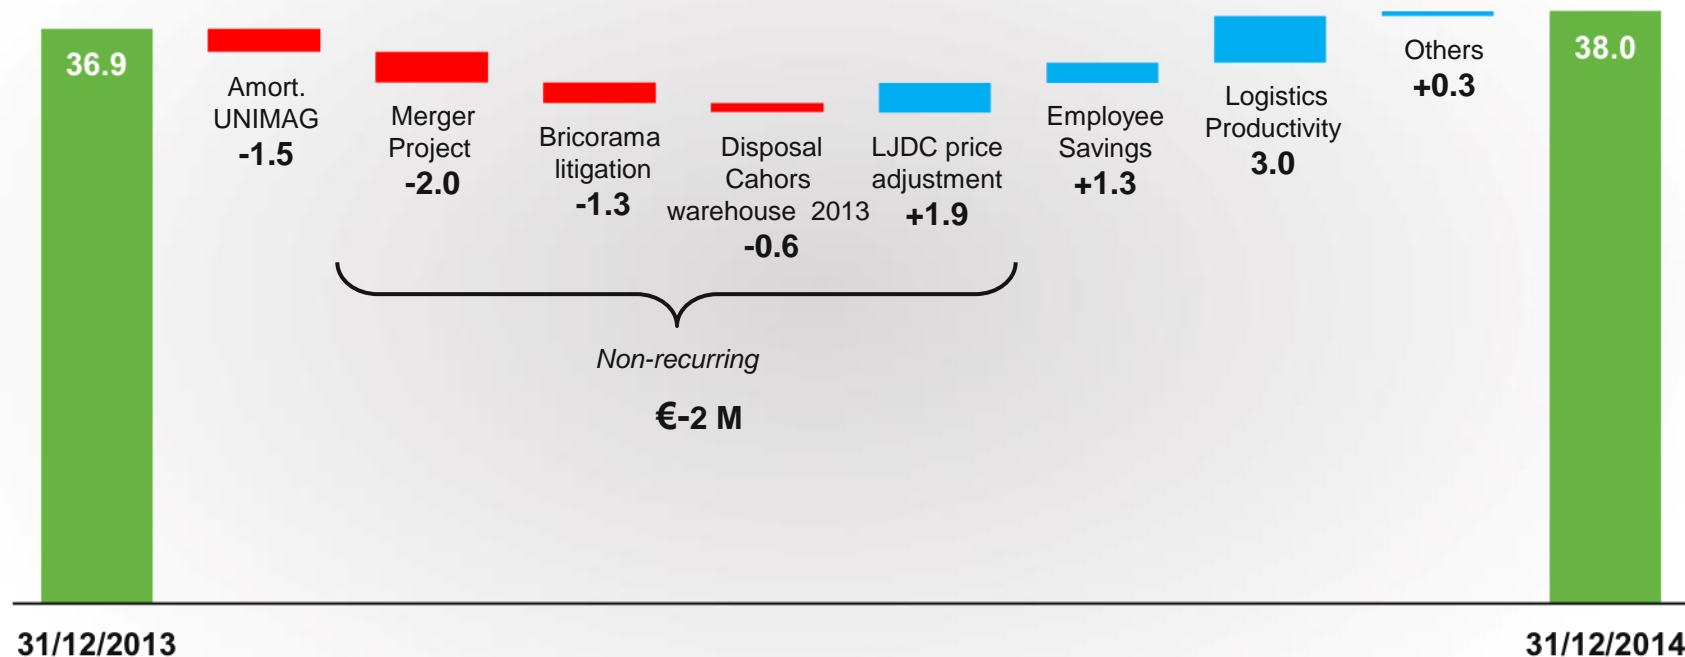 36.9
Amort.
UNIMAG
-1.5
Merger
Project
-2.0
Bricorama
litigation
-1.3
Disposal
Cahors
warehouse 2013
-0.6
LJDC price
adjustment
+1.9
Employee
Savings
+1.3
Logistics
Productivity
3.0
Others
+0.3
38.0
Non-recurring
€-2 M
31/12/2013
31/12/2014